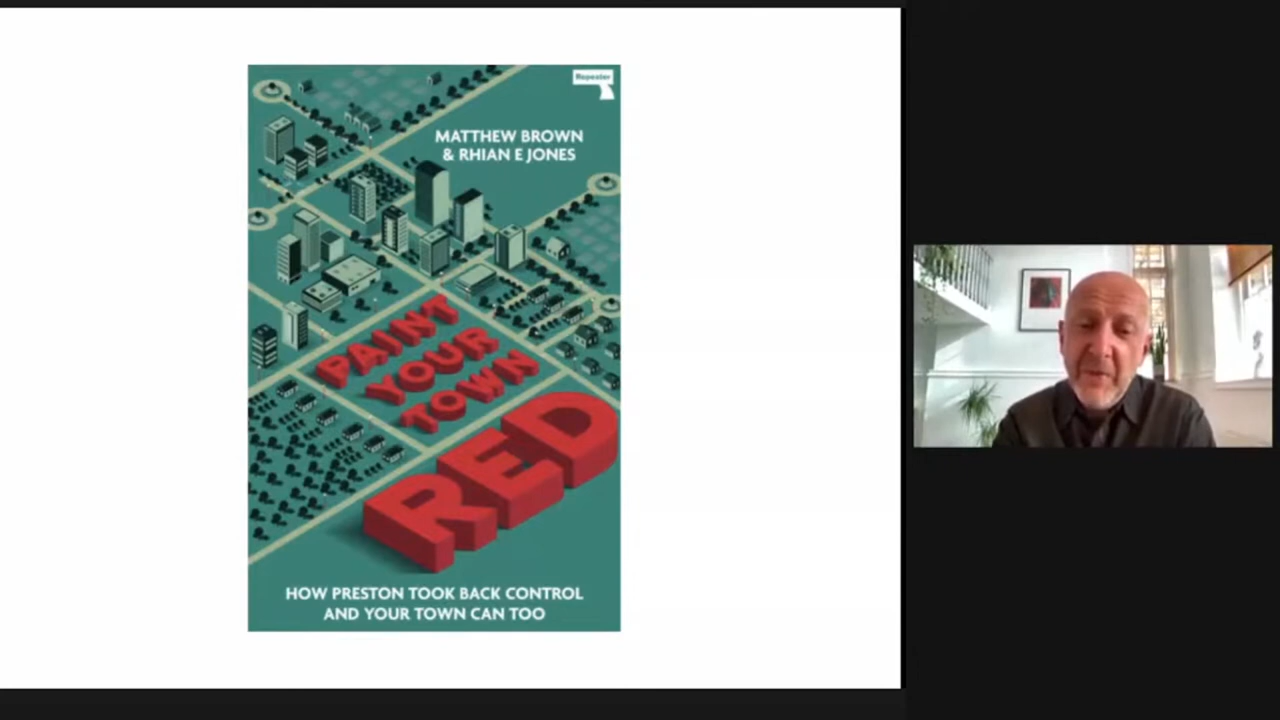 Repeater
MATTHEW BROWN
& RHIAN E JONES
PAINT
YOUR
TOWN
RED
HOW PRESTON TOOK BACK CONTROL
AND YOUR TOWN CAN TOO